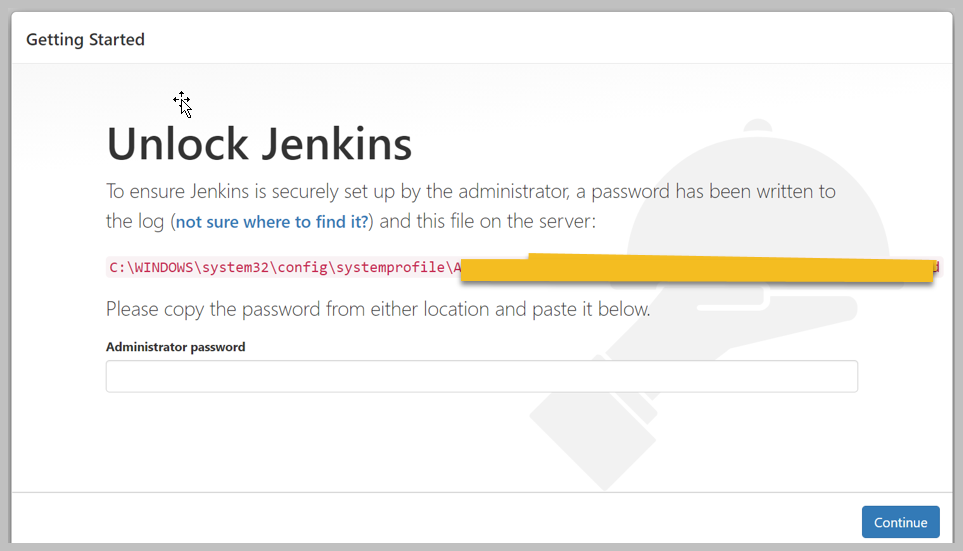 Getting Started
Unlock Jenkins
To ensure Jenkins is securely set up by the administrator, a password has been written to
the log (not sure where to find it?) and this file on the server:
C:\WINDOWS\system32\config\systemprofile\A
Please copy the password from either location and paste it below.
Administrator password
Continue